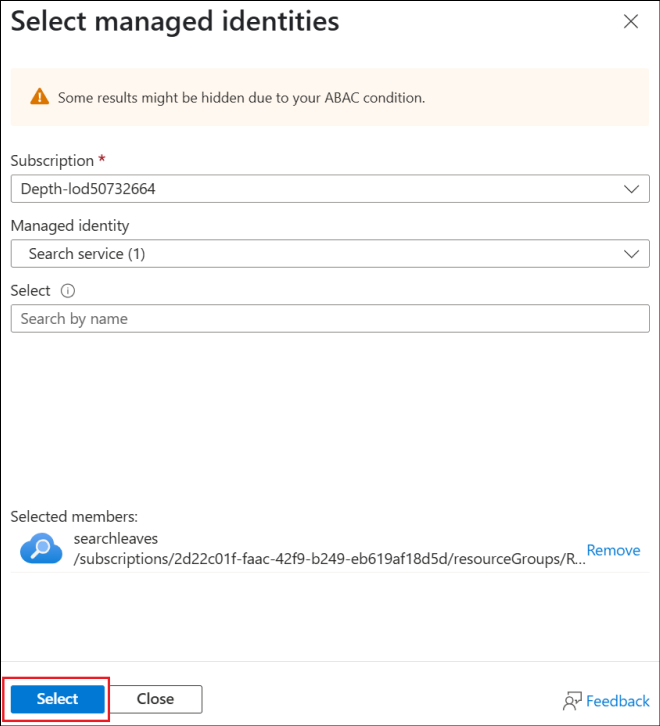 Select managed identities
Some results might be hidden due to your ABAC condition.
Subscription *
Depth-lod50732664
Managed identity
Search service (1)
Select
Search by name
Selected members:
searchleaves
/subscriptions/2d22c01f-faac-42f9-b249-eb619af18d5d/resourceGroups/R...
Remove
Select
Close
Feedback